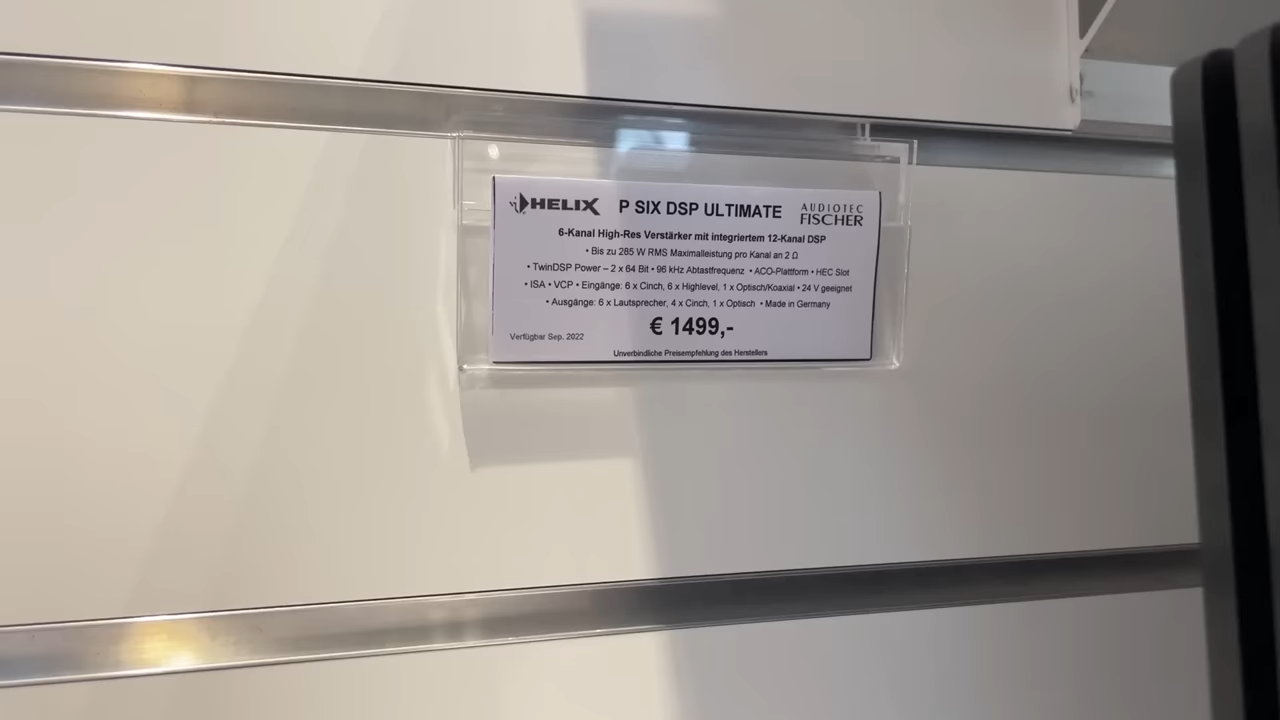 HELIX P SIX DSP ULTIMATE AUDIOTEC FISCHER
6-Kanal High-Res Verstärker mit integriertem 12-Kanal DSP
• Bis zu 285 W RMS Maximalleistung pro Kanal an 2 Ω
• TwinDSP Power – 2 x 64 Bit • 96 kHz Abtastfrequenz • ACO-Plattform • HEC Slot
• ISA • VCP • Eingänge: 6 x Cinch, 6 x Highlevel, 1 x Optisch/Koaxial • 24 V geeignet
• Ausgänge: 6 x Lautsprecher, 4 x Cinch, 1 x Optisch • Made in Germany
€ 1499,-
Verfügbar Sep. 2022
Unverbindliche Preisempfehlung des Herstellers